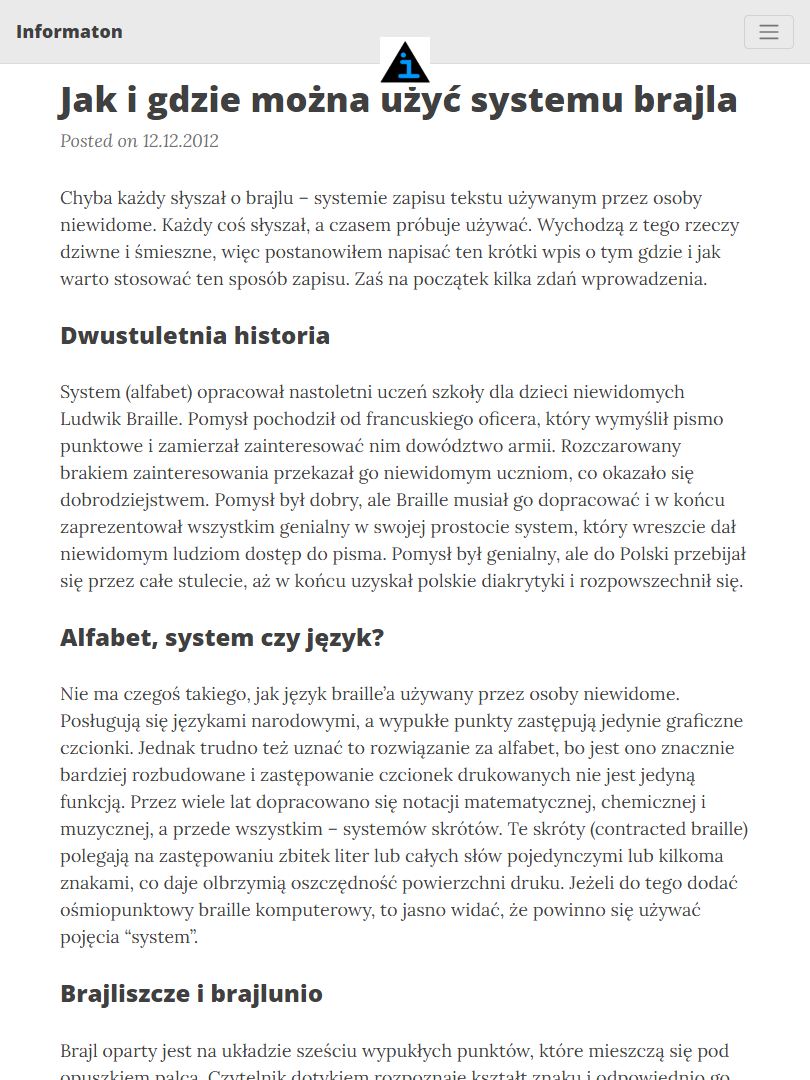 Informaton
i
Jak i gdzie można użyć systemu brajla
Posted on 12.12.2012
Chyba każdy słyszał o brajlu – systemie zapisu tekstu używanym przez osoby
niewidome. Każdy coś słyszał, a czasem próbuje używać. Wychodzą z tego rzeczy
dziwne i śmieszne, więc postanowiłem napisać ten krótki wpis o tym gdzie i jak
warto stosować ten sposób zapisu. Zaś na początek kilka zdań wprowadzenia.
Dwustuletnia historia
System (alfabet) opracował nastoletni uczeń szkoły dla dzieci niewidomych
Ludwik Braille. Pomysł pochodził od francuskiego oficera, który wymyślił pismo
punktowe i zamierzał zainteresować nim dowództwo armii. Rozczarowany
brakiem zainteresowania przekazał go niewidomym uczniom, co okazało się
dobrodziejstwem. Pomysł był dobry, ale Braille musiał go dopracować i w końcu
zaprezentował wszystkim genialny w swojej prostocie system, który wreszcie dał
niewidomym ludziom dostęp do pisma. Pomysł był genialny, ale do Polski przebijał
się przez całe stulecie, aż w końcu uzyskał polskie diakrytyki i rozpowszechnił się.
Alfabet, system czy język?
Nie ma czegoś takiego, jak język braille’a używany przez osoby niewidome.
Posługują się językami narodowymi, a wypukłe punkty zastępują jedynie graficzne
czcionki. Jednak trudno też uznać to rozwiązanie za alfabet, bo jest ono znacznie
bardziej rozbudowane i zastępowanie czcionek drukowanych nie jest jedyną
funkcją. Przez wiele lat dopracowano się notacji matematycznej, chemicznej i
muzycznej, a przede wszystkim – systemów skrótów. Te skróty (contracted braille)
polegają na zastępowaniu zbitek liter lub całych słów pojedynczymi lub kilkoma
znakami, co daje olbrzymią oszczędność powierzchni druku. Jeżeli do tego dodać
ośmiopunktowy braille komputerowy, to jasno widać, że powinno się używać
pojęcia “system”.
Brajliszcze i brajlunio
Brajl oparty jest na układzie sześciu wypukłych punktów, które mieszczą się pod
opuszkiem palca. Czytelnik dotykiem rozpoznaje kształt znaku i odpowiednio go